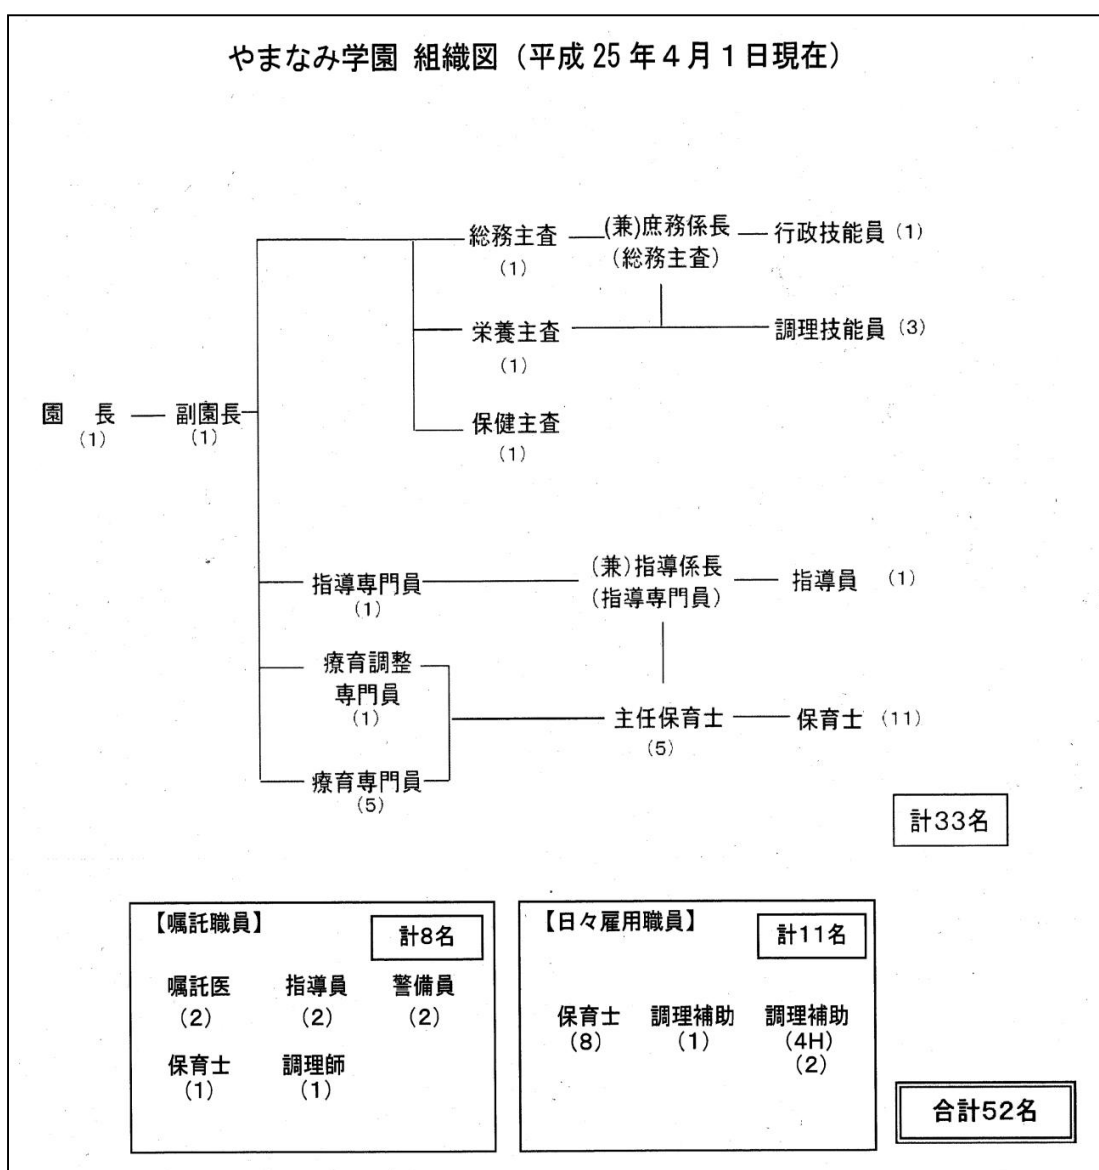 やまなみ学園 組織図（平成25年4月1日現在）
総務主査
(1)
(兼)庶務係長
(総務主査)
行政技能員 (1)
栄養主査
(1)
調理技能員 (3)
園 長
(1)
副園長
(1)
保健主査
(1)
指導専門員
(1)
(兼)指導係長
(指導専門員)
指導員 (1)
療育調整
専門員
(1)
主任保育士
(5)
保育士 (11)
療育専門員
(5)
計33名
【嘱託職員】
計8名
嘱託医
(2)
指導員
(2)
警備員
(2)
保育士
(1)
調理師
(1)
【日々雇用職員】
計11名
保育士
(8)
調理補助
(1)
調理補助
(4H)
(2)
合計52名